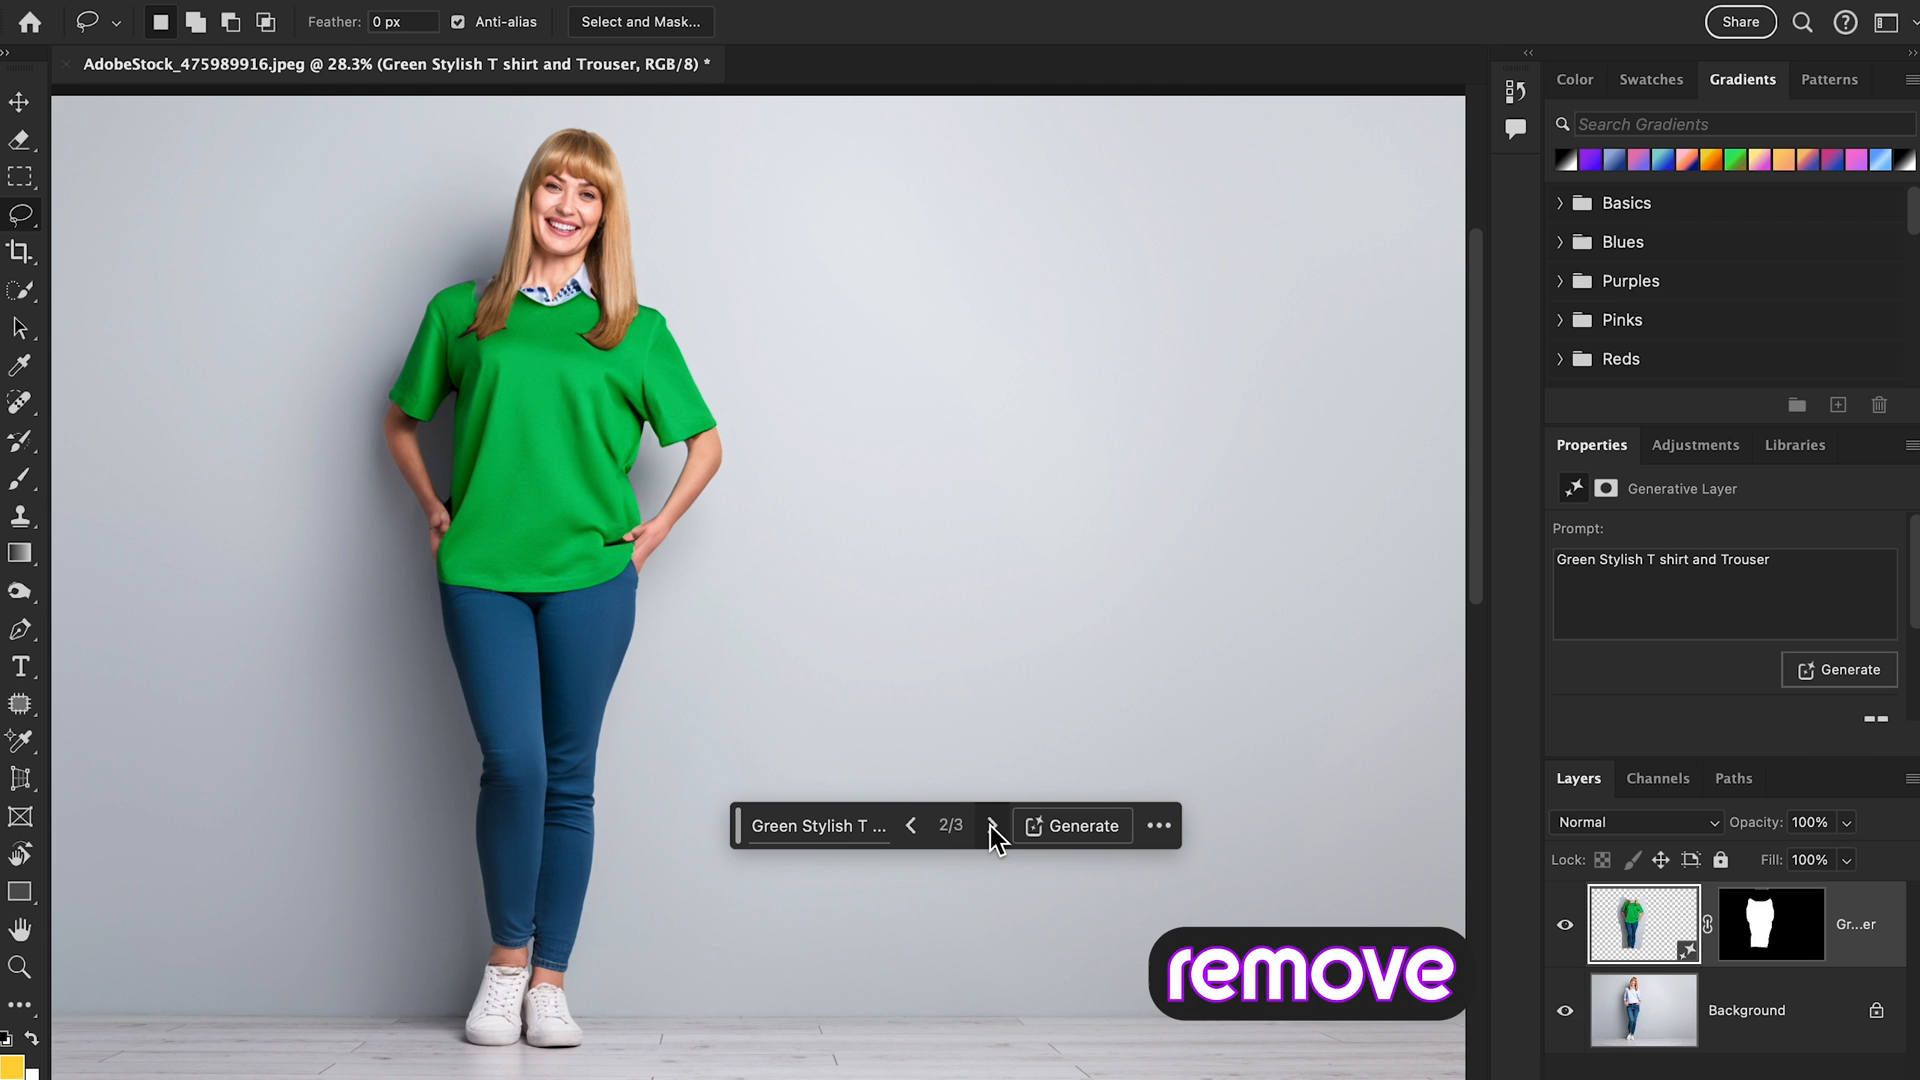 Feather: 0 px Anti-alias Select and Mask... Share
AdobeStock_475989916.jpeg @ 28.3% (Green Stylish T shirt and Trouser, RGB/8) *
Color Swatches Gradients Patterns
Search Gradients
Basics
Blues
Purples
Pinks
Reds
Properties Adjustments Libraries
Generative Layer
Prompt:
Green Stylish T shirt and Trouser
Generate
Layers Channels Paths
Normal Opacity: 100%
Lock: Fill: 100%
Gr...er
Background
Green Stylish T ... 2/3 Generate
remove